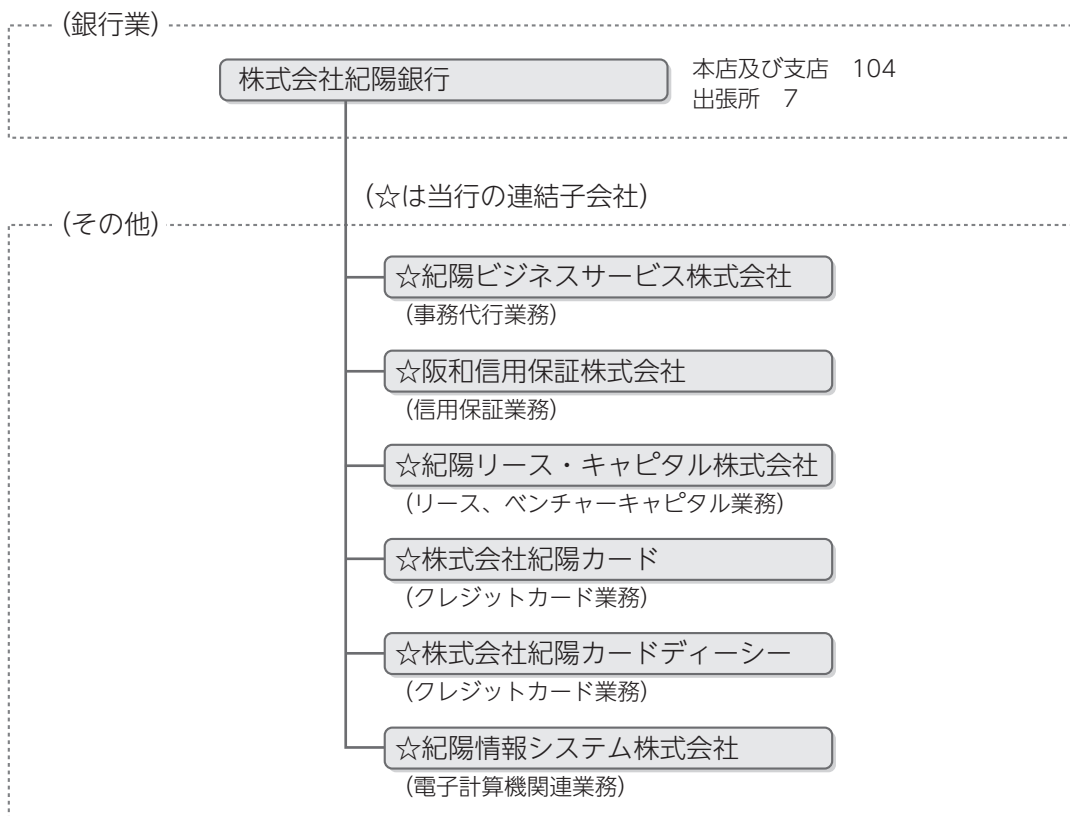 (銀行業)
株式会社紀陽銀行
本店及び支店　104
出張所　7
(☆は当行の連結子会社)
(その他)
☆紀陽ビジネスサービス株式会社
(事務代行業務)
☆阪和信用保証株式会社
(信用保証業務)
☆紀陽リース・キャピタル株式会社
(リース、ベンチャーキャピタル業務)
☆株式会社紀陽カード
(クレジットカード業務)
☆株式会社紀陽カードディーシー
(クレジットカード業務)
☆紀陽情報システム株式会社
(電子計算機関連業務)